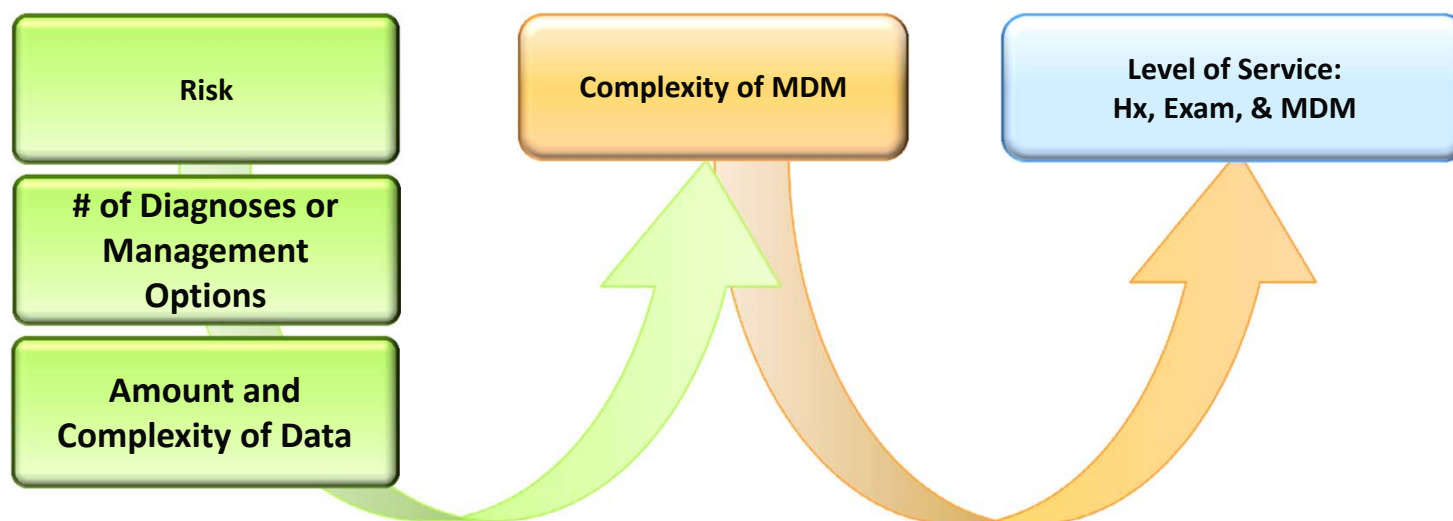 Risk
# of Diagnoses or
Management
Options
Amount and
Complexity of Data
Complexity of MDM
Level of Service:
Hx, Exam, & MDM